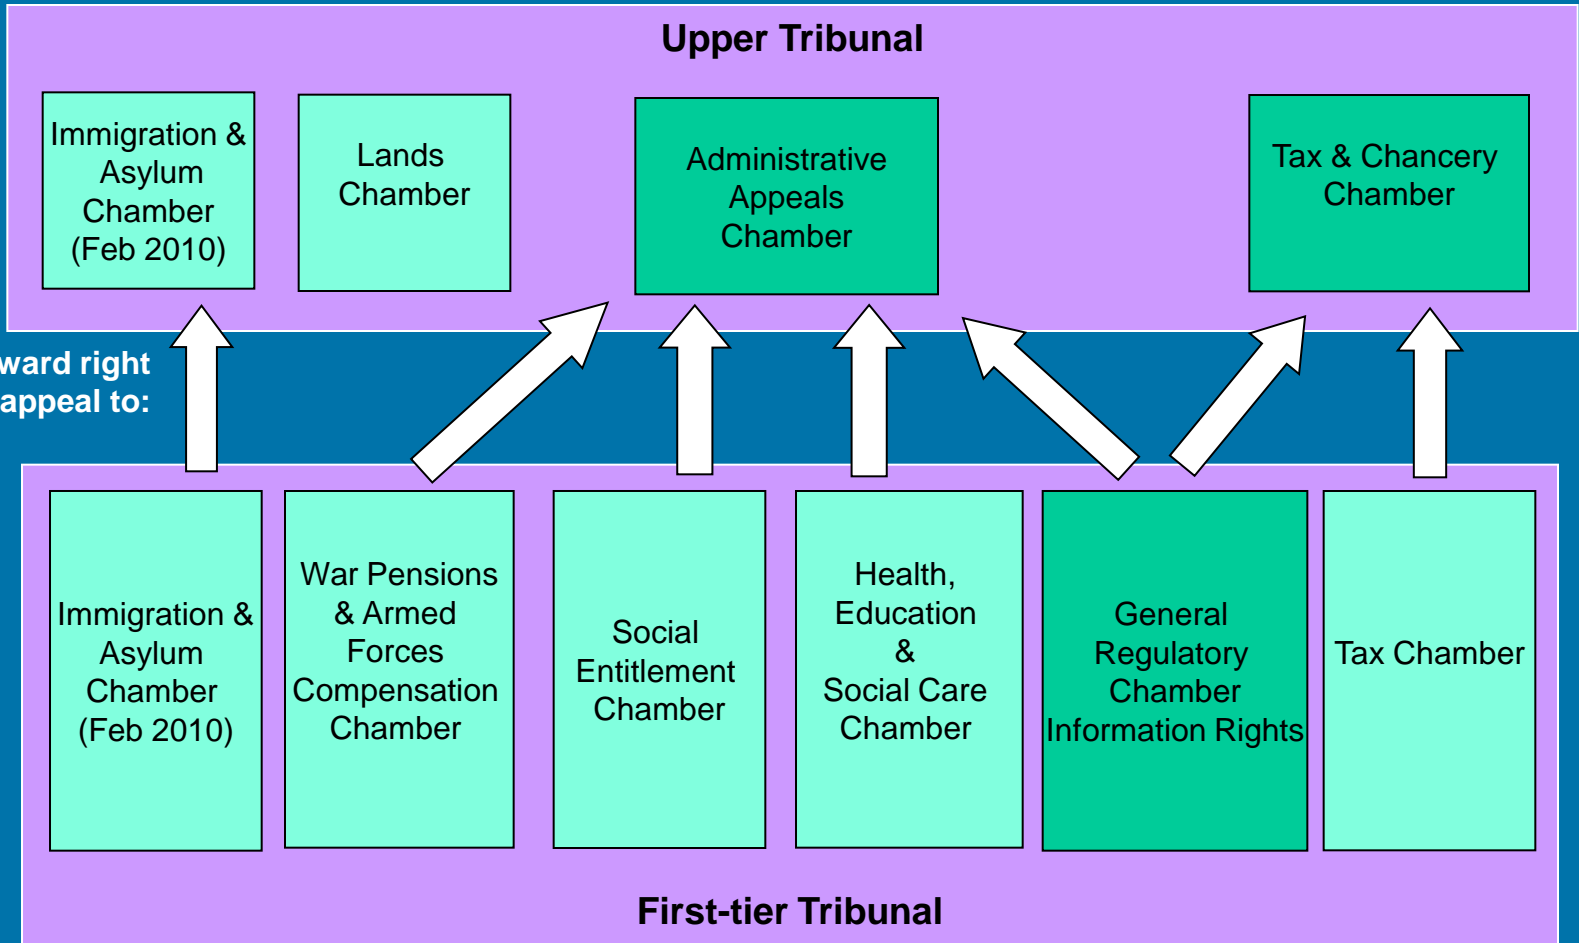 Upper Tribunal
Immigration &
Asylum
Chamber
(Feb 2010)
Lands
Chamber
Administrative
Appeals
Chamber
Tax & Chancery
Chamber
ward right
appeal to:
Immigration &
Asylum
Chamber
(Feb 2010)
War Pensions
& Armed
Forces
Compensation
Chamber
Social
Entitlement
Chamber
Health,
Education
&
Social Care
Chamber
General
Regulatory
Chamber
Information Rights
Tax Chamber
First-tier Tribunal